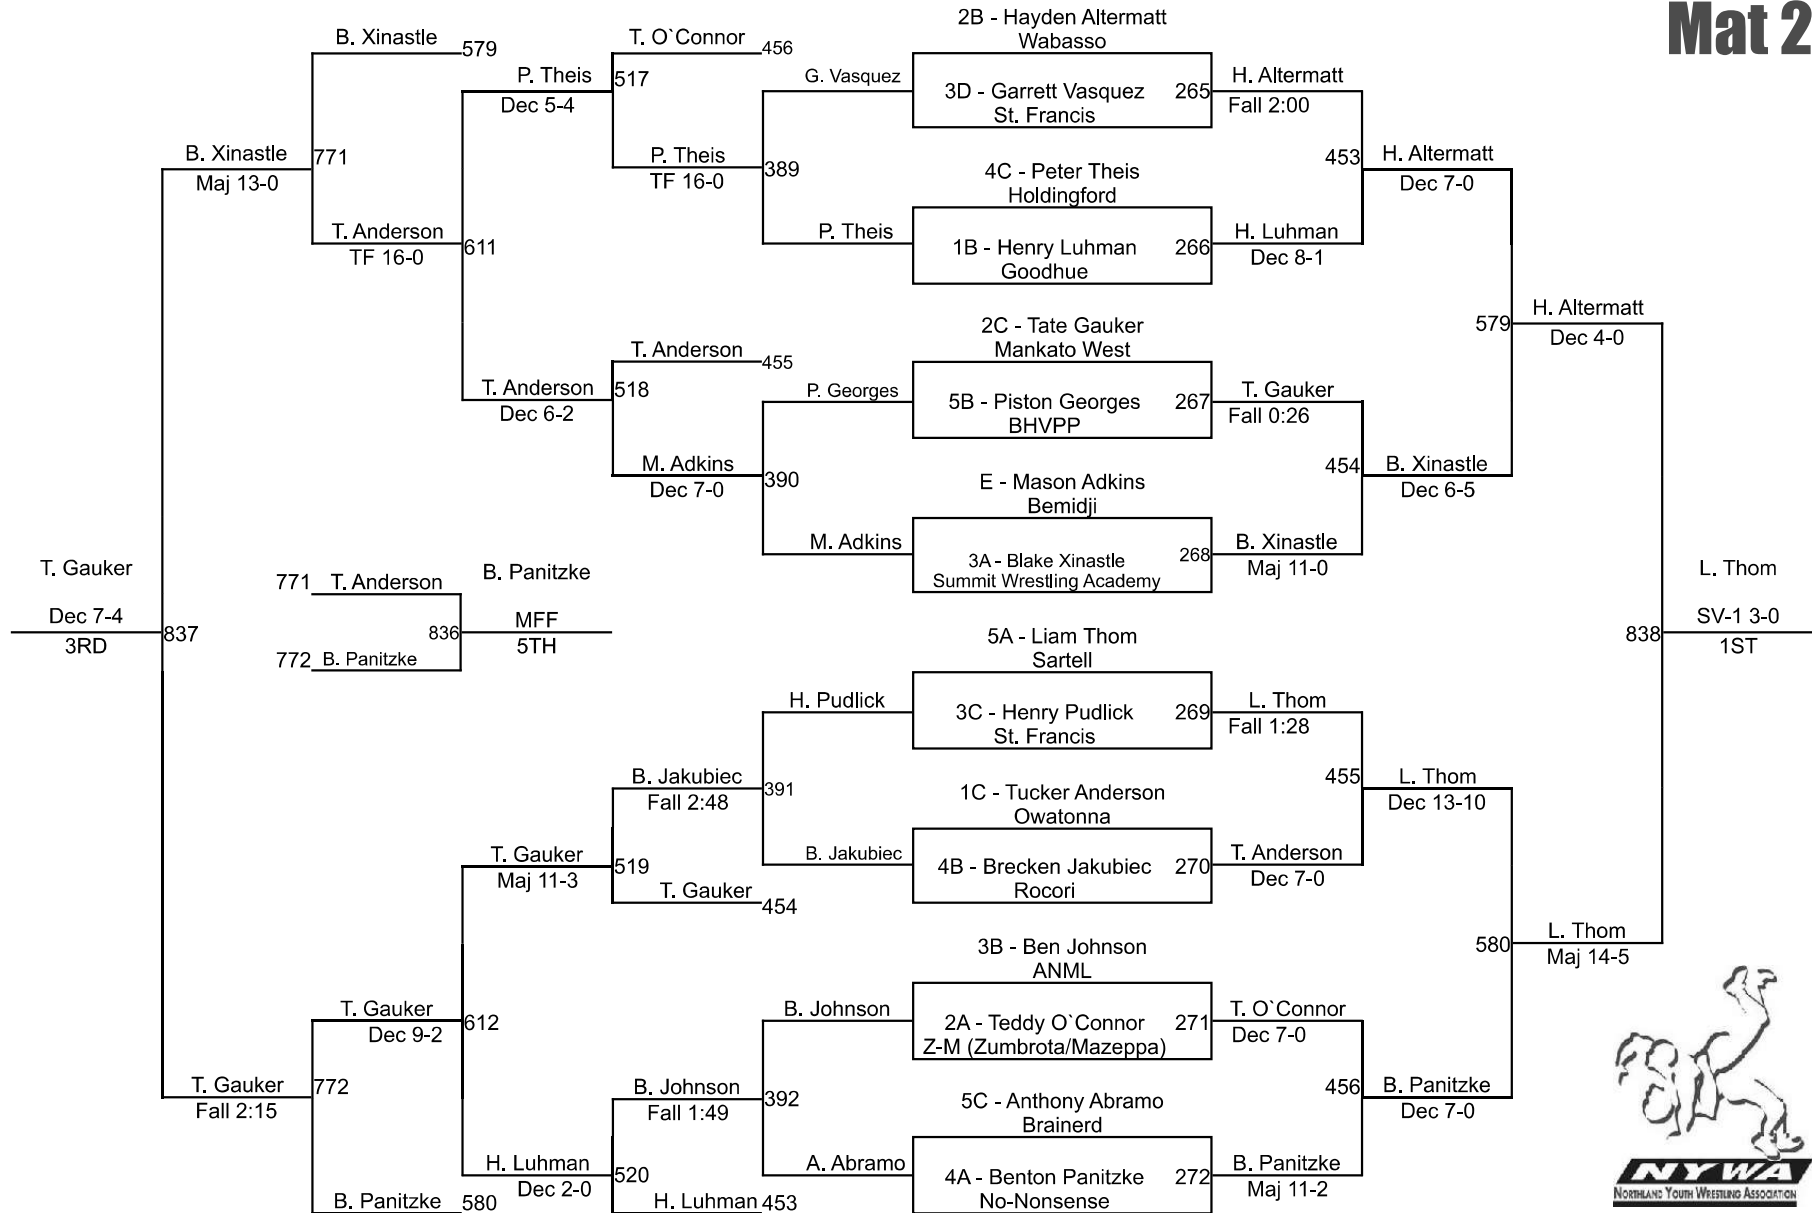 Mat 2
2B - Hayden Altermatt
Wabasso
3D - Garrett Vasquez 265
St. Francis
4C - Peter Theis
Holdingford
1B - Henry Luhman 266
Goodhue
2C - Tate Gauker
Mankato West
5B - Piston Georges 267
BHVPP
E - Mason Adkins
Bemidji
3A - Blake Xinastle 268
Summit Wrestling Academy
5A - Liam Thom
Sartell
3C - Henry Pudlick 269
St. Francis
1C - Tucker Anderson
Owatonna
4B - Brecken Jakubiec 270
Rocori
3B - Ben Johnson
ANML
2A - Teddy O`Connor 271
Z-M (Zumbrota/Mazeppa)
5C - Anthony Abramo
Brainerd
4A - Benton Panitzke 272
No-Nonsense
H. Altermatt
Fall 2:00
453
H. Luhman
Dec 8-1
T. Gauker
Fall 0:26
454
B. Xinastle
Maj 11-0
L. Thom
Fall 1:28
455
T. Anderson
Dec 7-0
T. O`Connor
Dec 7-0
456
B. Panitzke
Maj 11-2
H. Altermatt
Dec 7-0
579
B. Xinastle
Dec 6-5
L. Thom
Dec 13-10
580
B. Panitzke
Dec 7-0
H. Altermatt
Dec 4-0
838
L. Thom
Maj 14-5
L. Thom
SV-1 3-0
1ST
G. Vasquez
389
P. Theis
P. Georges
390
M. Adkins
H. Pudlick
391
B. Jakubiec
B. Johnson
392
A. Abramo
T. O`Connor 456
517
P. Theis
TF 16-0
T. Anderson 455
518
M. Adkins
Dec 7-0
B. Jakubiec
Fall 2:48
519
T. Gauker 454
B. Johnson
Fall 1:49
520
H. Luhman 453
P. Theis
Dec 5-4
611
T. Anderson
Dec 6-2
T. Gauker
Maj 11-3
612
H. Luhman
Dec 2-0
B. Xinastle 579
771
T. Anderson
TF 16-0
T. Gauker
Dec 9-2
772
B. Panitzke 580
B. Xinastle
Maj 13-0
837
T. Gauker
Fall 2:15
T. Gauker
Dec 7-4
3RD
771 T. Anderson
836
772 B. Panitzke
B. Panitzke
MFF
5TH
NYWA
NORTHLAND YOUTH WRESTLING ASSOCIATION